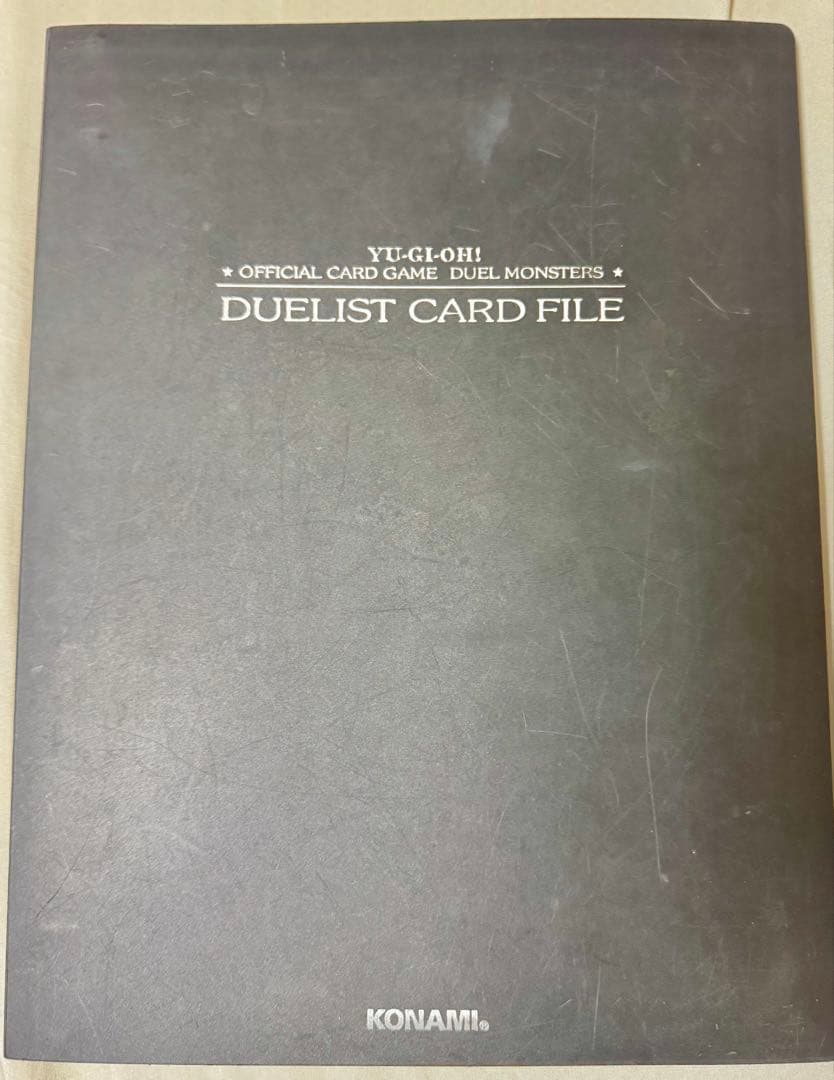 YU-GI-OH!
★ OFFICIAL CARD GAME DUEL MONSTERS ★
DUELIST CARD FILE
KONAMI®